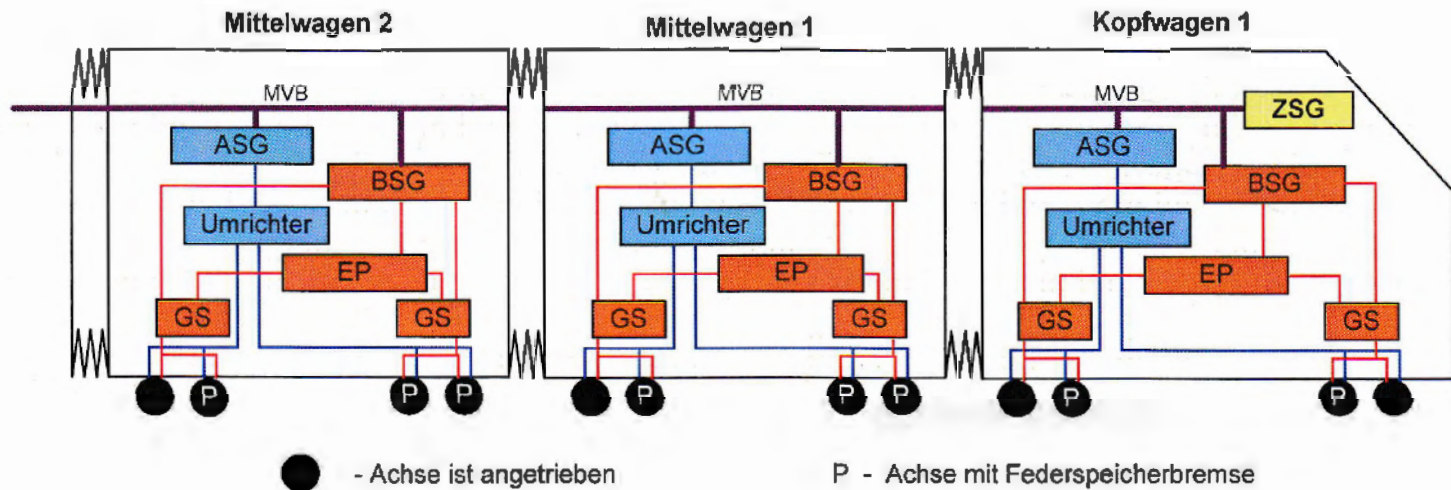 Mittelwagen 2 Mittelwagen 1 Kopfwagen 1
MVB MVB MVB ZSG
ASG ASG ASG
BSG BSG BSG
Umrichter Umrichter Umrichter
EP EP EP
GS GS GS GS GS GS
P P P P P P P P
- Achse ist angetrieben P - Achse mit Federspeicherbremse